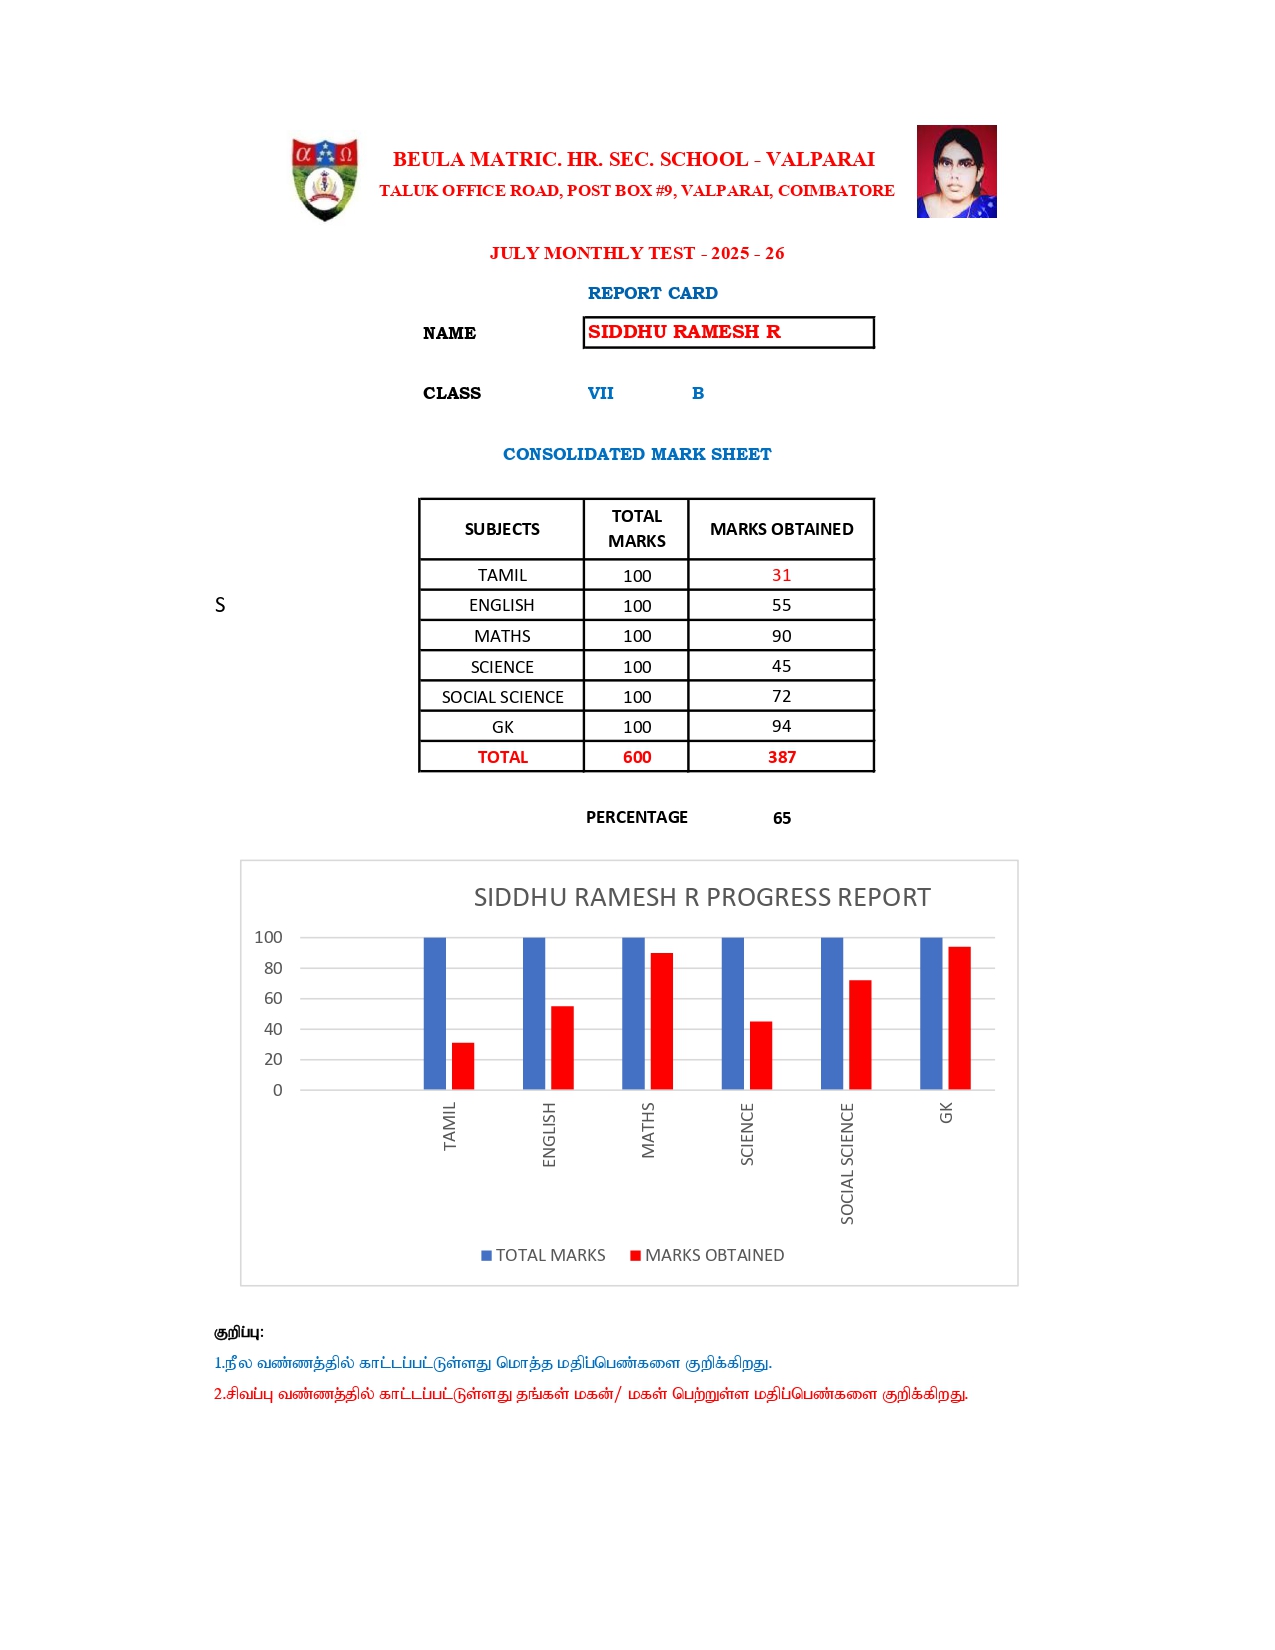 α Ω
BEULA MATRIC. HR. SEC. SCHOOL - VALPARAI
TALUK OFFICE ROAD, POST BOX #9, VALPARAI, COIMBATORE
JULY MONTHLY TEST - 2025 - 26
REPORT CARD
NAME SIDDHU RAMESH R
CLASS VII B
CONSOLIDATED MARK SHEET
SUBJECTS TOTAL MARKS MARKS OBTAINED
TAMIL 100 31
S ENGLISH 100 55
MATHS 100 90
SCIENCE 100 45
SOCIAL SCIENCE 100 72
GK 100 94
TOTAL 600 387
PERCENTAGE 65
SIDDHU RAMESH R PROGRESS REPORT
100
80
60
40
20
0
TAMIL ENGLISH MATHS SCIENCE SOCIAL SCIENCE GK
TOTAL MARKS MARKS OBTAINED
குறிப்பு:
1.நீல வண்ணத்தில் காட்டப்பட்டுள்ளது மொத்த மதிப்பெண்களை குறிக்கிறது.
2.சிவப்பு வண்ணத்தில் காட்டப்பட்டுள்ளது தங்கள் மகன்/ மகள் பெற்றுள்ள மதிப்பெண்களை குறிக்கிறது.